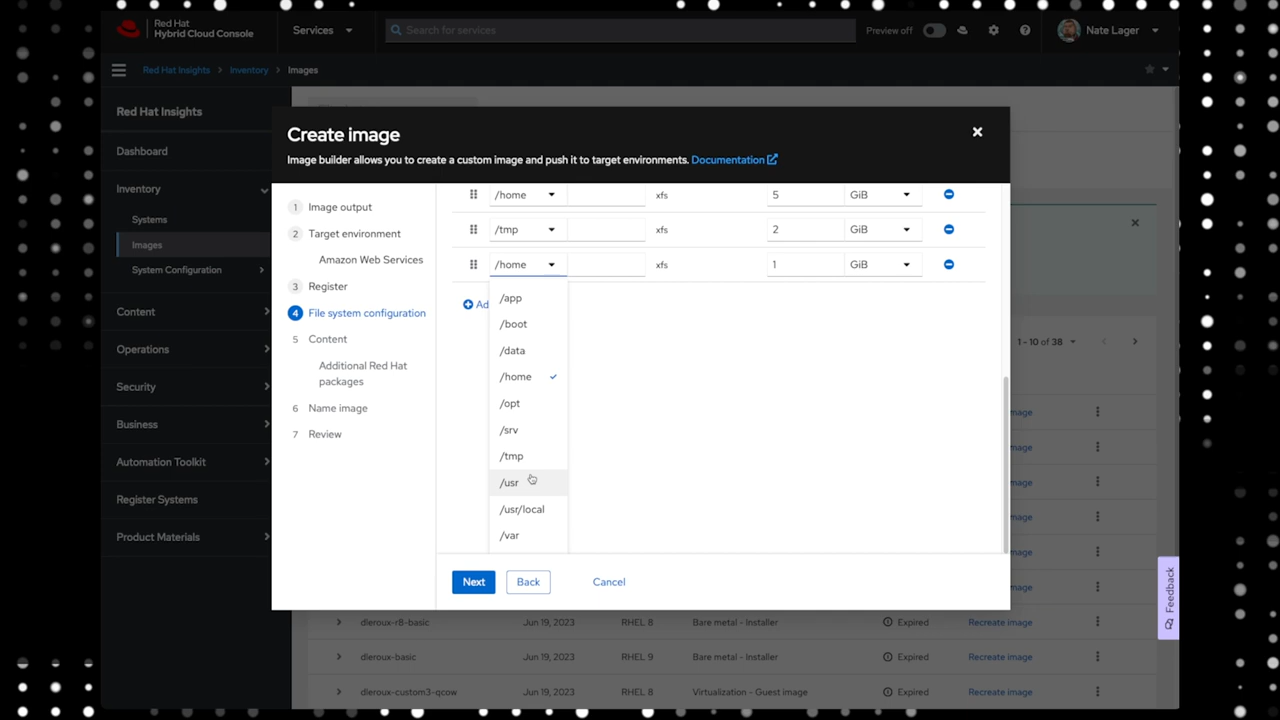 Red Hat
Hybrid Cloud Console
Services
Search for services
Preview off
Nate Lager
Red Hat Insights > Inventory > Images
Red Hat Insights
Dashboard
Inventory
Systems
Images
System Configuration
Content
Operations
Security
Business
Automation Toolkit
Register Systems
Product Materials
Create image
Image builder allows you to create a custom image and push it to target environments. Documentation
1 Image output
2 Target environment
Amazon Web Services
3 Register
4 File system configuration
5 Content
Additional Red Hat
packages
6 Name image
7 Review
/home xfs 5 GiB
/tmp xfs 2 GiB
/home xfs 1 GiB
Ad
/app
/boot
/data
/home
/opt
/srv
/tmp
/usr
/usr/local
/var
Next Back Cancel
1 - 10 of 38
mage
mage
mage
mage
mage
mage
dleroux-r8-basic Jun 19, 2023 RHEL 8 Bare metal - Installer Expired Recreate image
dleroux-basic Jun 19, 2023 RHEL 9 Bare metal - Installer Expired Recreate image
dleroux-custom3-qcow Jun 19, 2023 RHEL 8 Virtualization - Guest image Expired Recreate image
Feedback